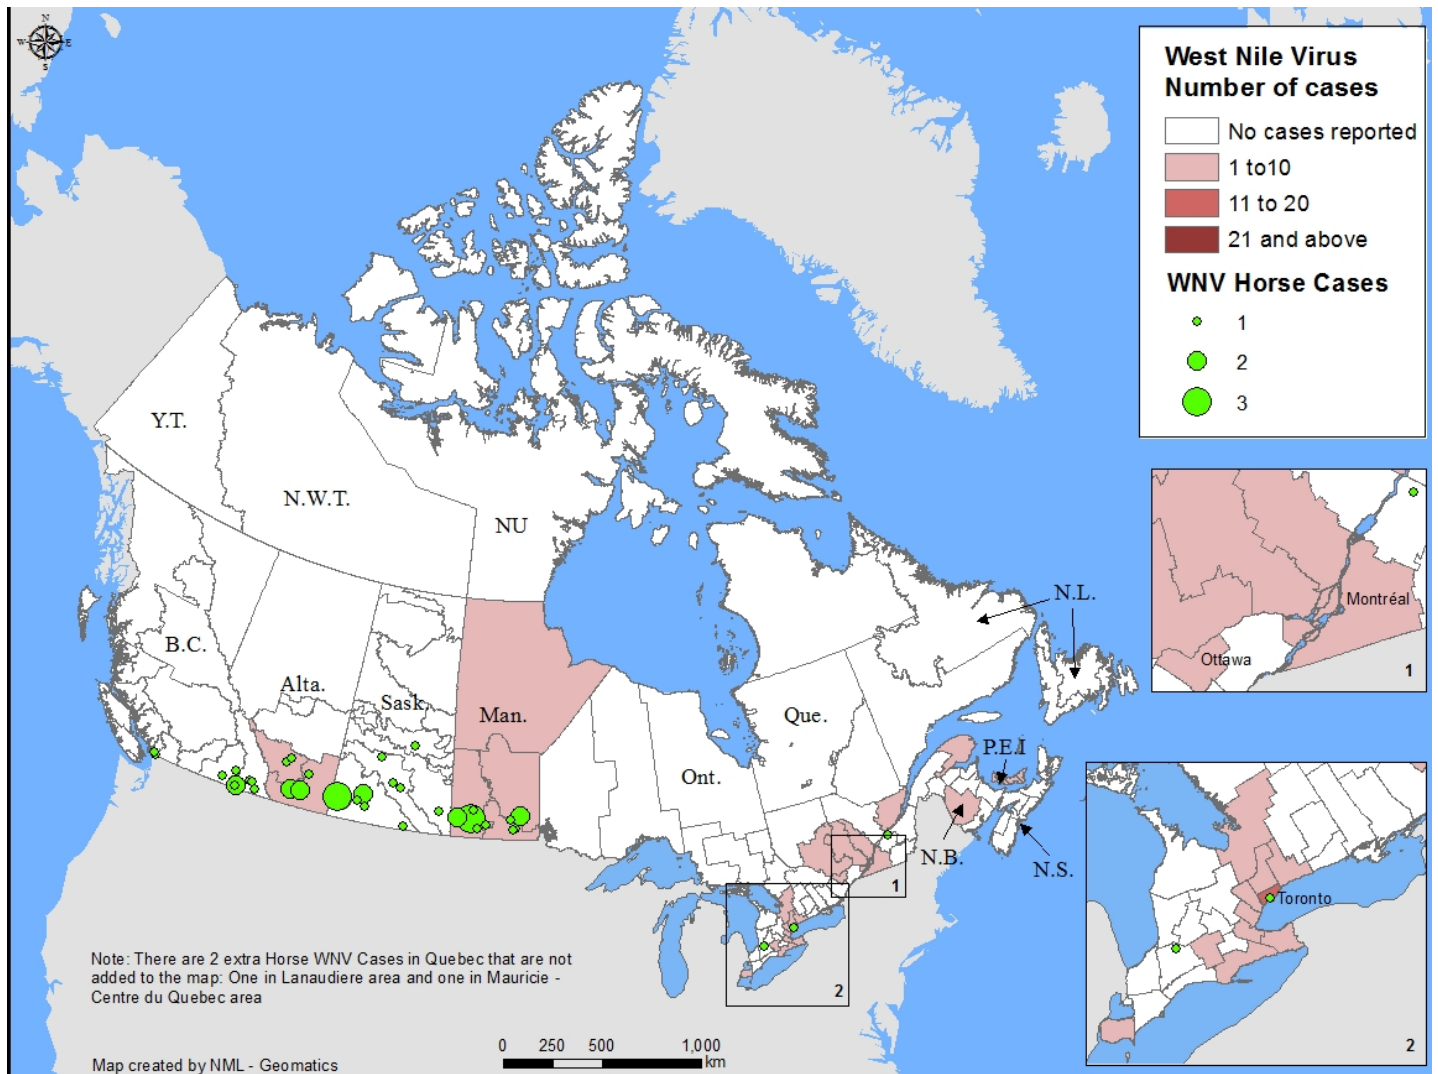 N
W
E
S
West Nile Virus
Number of cases
No cases reported
1 to10
11 to 20
21 and above
WNV Horse Cases
1
2
3
Y.T.
N.W.T.
NU
B.C.
Alta.
Sask.
Man.
Ont.
Que.
N.L.
P.E.I
N.B.
N.S.
1
2
Montréal
Ottawa
1
Toronto
2
Note: There are 2 extra Horse WNV Cases in Quebec that are not
added to the map: One in Lanaudiere area and one in Mauricie -
Centre du Quebec area
0 250 500 1,000
km
Map created by NML - Geomatics